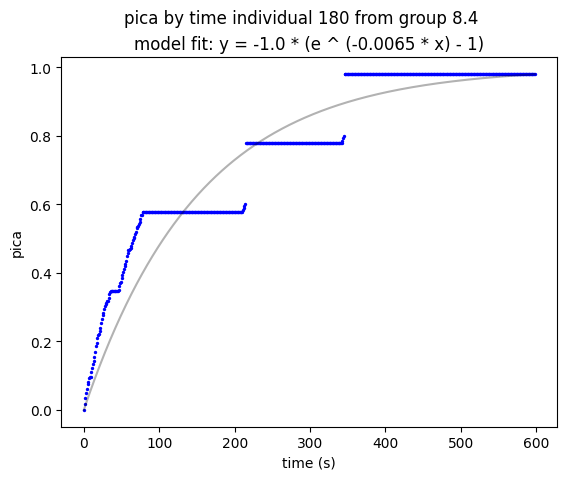 pica by time individual 180 from group 8.4
model fit: y = -1.0 * (e ^ (-0.0065 * x) - 1)
1.0
0.8
0.6
0.4
0.2
0.0
pica
0 100 200 300 400 500 600
time (s)